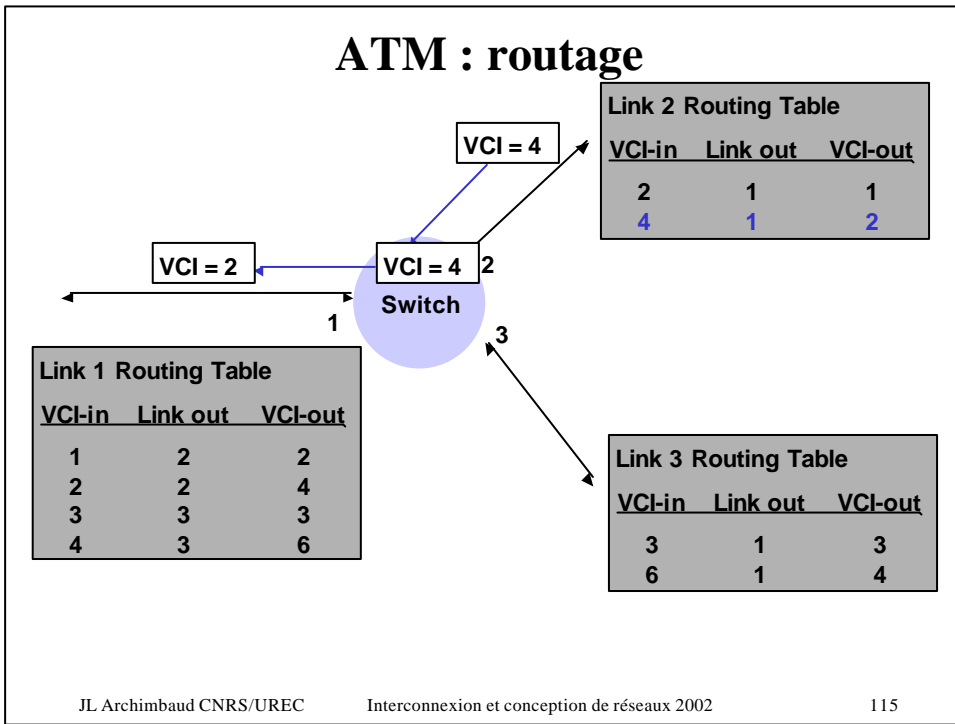 ATM : routage
Link 2 Routing Table
VCI-in Link out VCI-out
2 1 1
4 1 2
VCI = 4
VCI = 2
VCI = 4
2
Switch
1
3
Link 1 Routing Table
VCI-in Link out VCI-out
1 2 2
2 2 4
3 3 3
4 3 6
Link 3 Routing Table
VCI-in Link out VCI-out
3 1 3
6 1 4
JL Archimbaud CNRS/UREC Interconnexion et conception de réseaux 2002 115